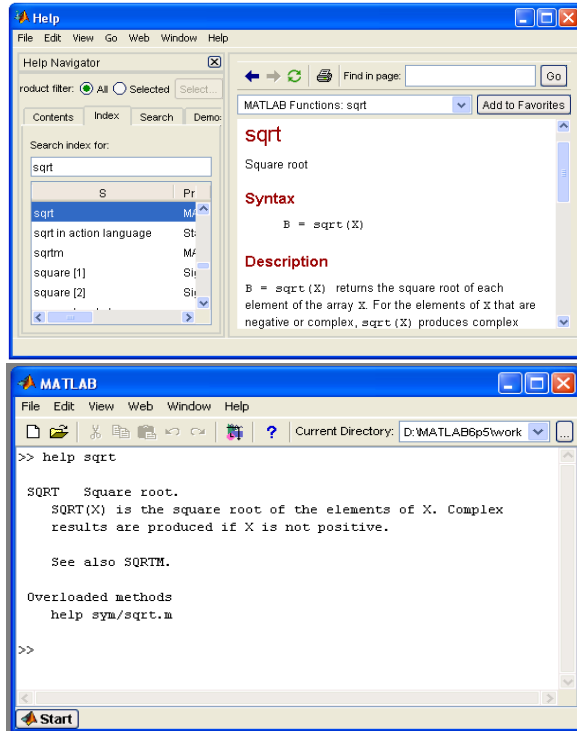 Help
File Edit View Go Web Window Help
Help Navigator
roduct filter: All Selected Select...
Contents Index Search Demo
Search index for:
sqrt
S Pr
sqrt
sqrt in action language
sqrtm
square [1]
square [2]
Find in page: Go
MATLAB Functions: sqrt Add to Favorites
sqrt
Square root
Syntax
B = sqrt(X)
Description
B = sqrt(X) returns the square root of each
element of the array X. For the elements of X that are
negative or complex, sqrt(X) produces complex
MATLAB
File Edit View Web Window Help
? Current Directory: D:\MATLAB6p5\work ...
>> help sqrt
SQRT Square root.
SQRT(X) is the square root of the elements of X. Complex
results are produced if X is not positive.
See also SQRTM.
Overloaded methods
help sym/sqrt.m
>>
Start